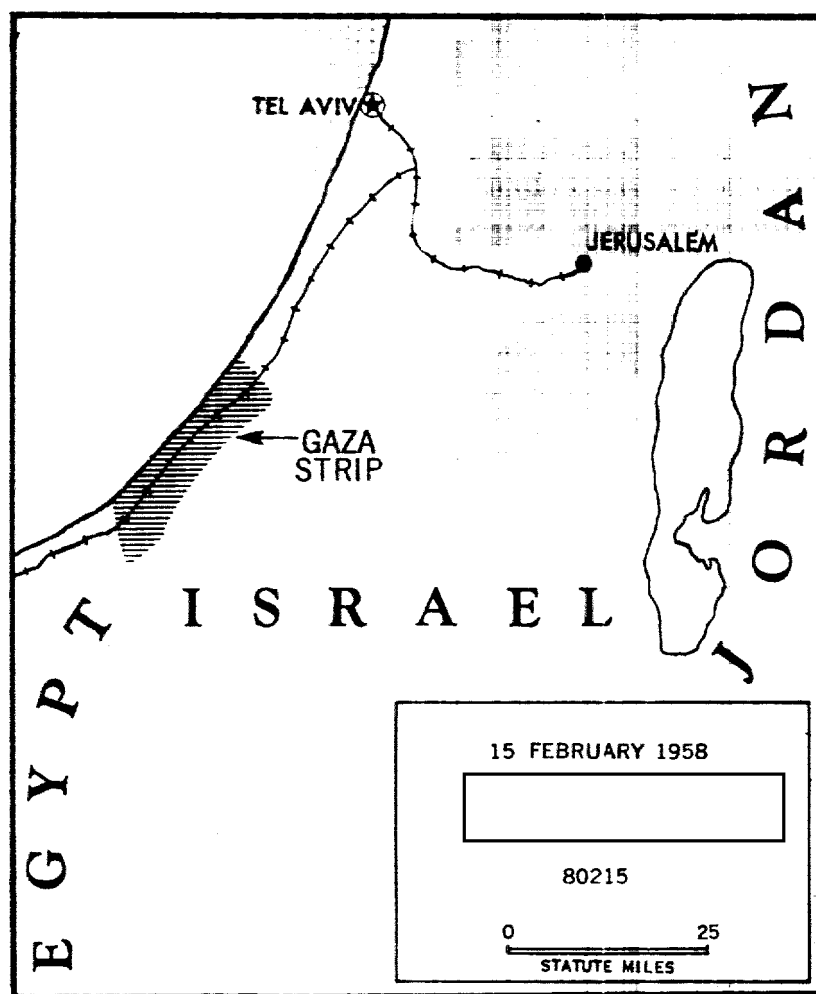 TEL AVIV
JERUSALEM
GAZA
STRIP
ISRAEL
EGYPT
JORDAN
15 FEBRUARY 1958
80215
0 25
STATUTE MILES